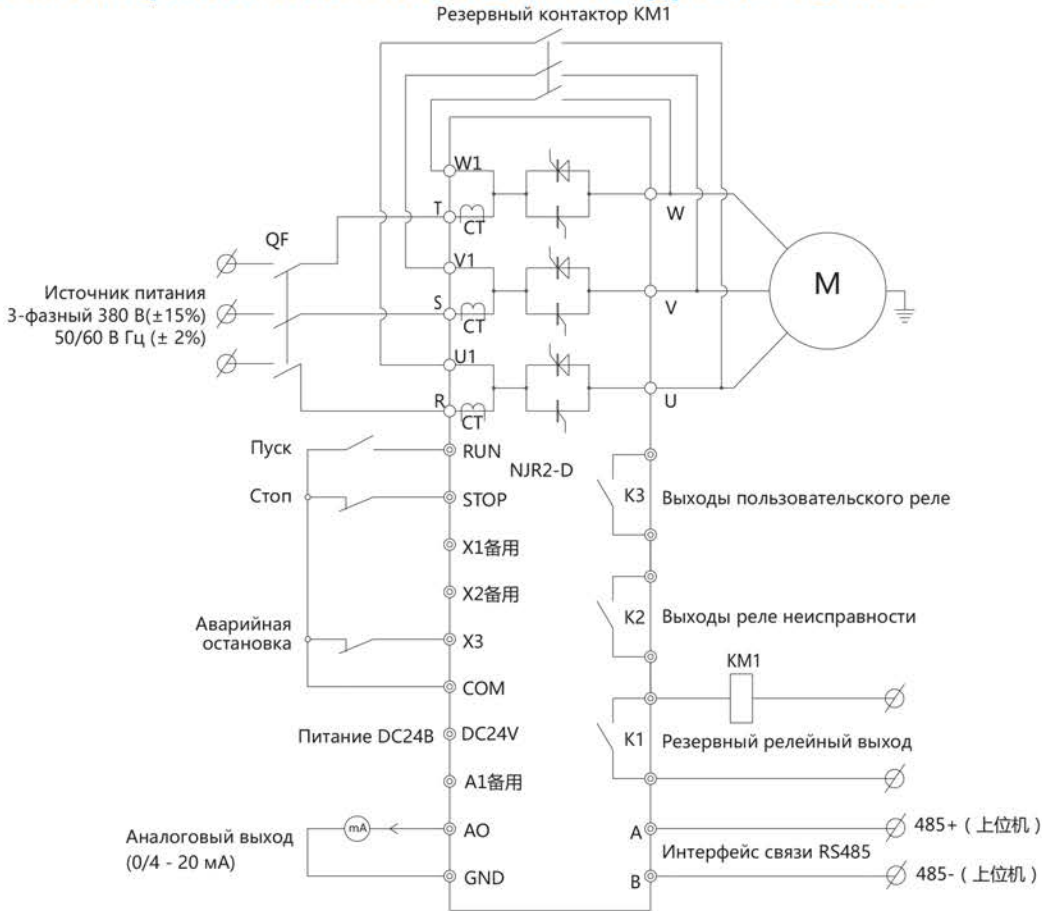 Резервный контактор KM1
W1
T
CT
W
QF
V1
Источник питания
3-фазный 380 В(±15%)
50/60 В Гц (± 2%)
S
CT
V
M
U1
R
CT
U
Пуск
RUN
NJR2-D
Стоп
STOP
K3
Выходы пользовательского реле
X1备用
X2备用
Аварийная
остановка
X3
K2
Выходы реле неисправности
COM
KM1
Питание DC24В
DC24V
K1
Резервный релейный выход
A1备用
Аналоговый выход
(0/4 - 20 мА)
mA
AO
A
485+ ( 上位机 )
Интерфейс связи RS485
GND
B
485- ( 上位机 )